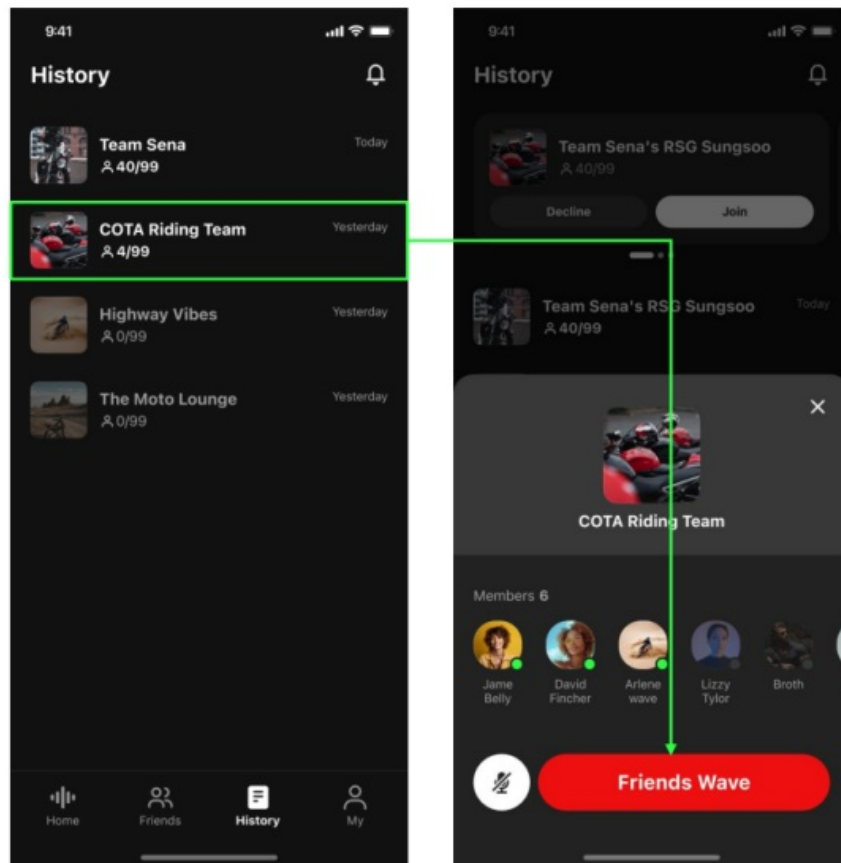 9:41
History
Team Sena
Today
40/99
COTA Riding Team
Yesterday
4/99
Highway Vibes
Yesterday
0/99
The Moto Lounge
Yesterday
0/99
Home
Friends
History
My
9:41
History
Team Sena's RSG Sungsoo
40/99
Decline
Join
Team Sena's RSG Sungsoo
Today
40/99
COTA Riding Team
Members 6
Jame
Belly
David
Fincher
Arlene
wave
Lizzy
Tylor
Broth
Friends Wave